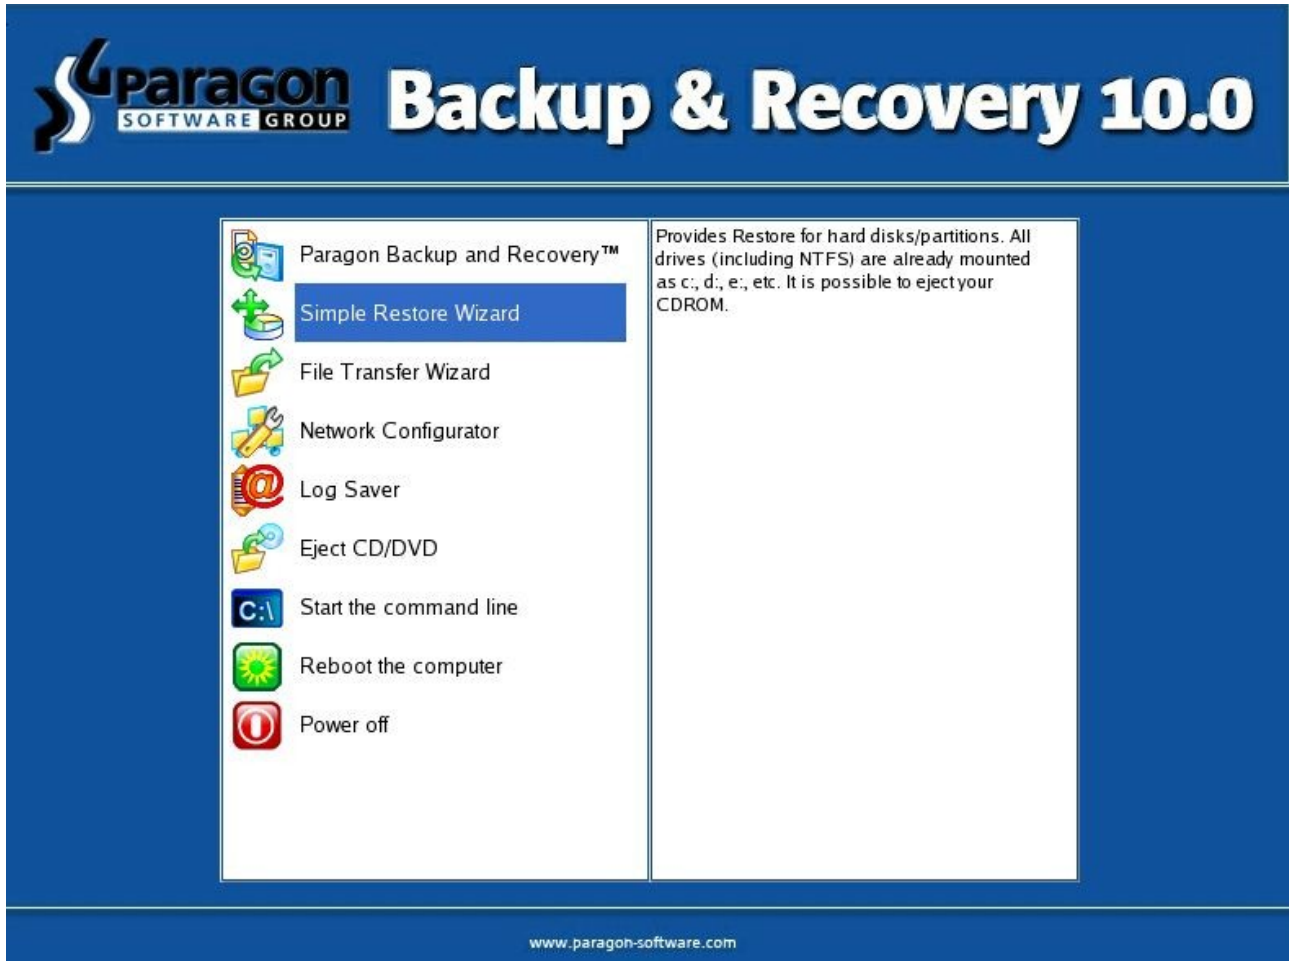 paragon
SOFTWARE GROUP
Backup & Recovery 10.0
Paragon Backup and Recovery™
Simple Restore Wizard
File Transfer Wizard
Network Configurator
@
Log Saver
Eject CD/DVD
C:\
Start the command line
Reboot the computer
Power off
Provides Restore for hard disks/partitions. All
drives (including NTFS) are already mounted
as c:, d:, e:, etc. It is possible to eject your
CDROM.
www.paragon-software.com